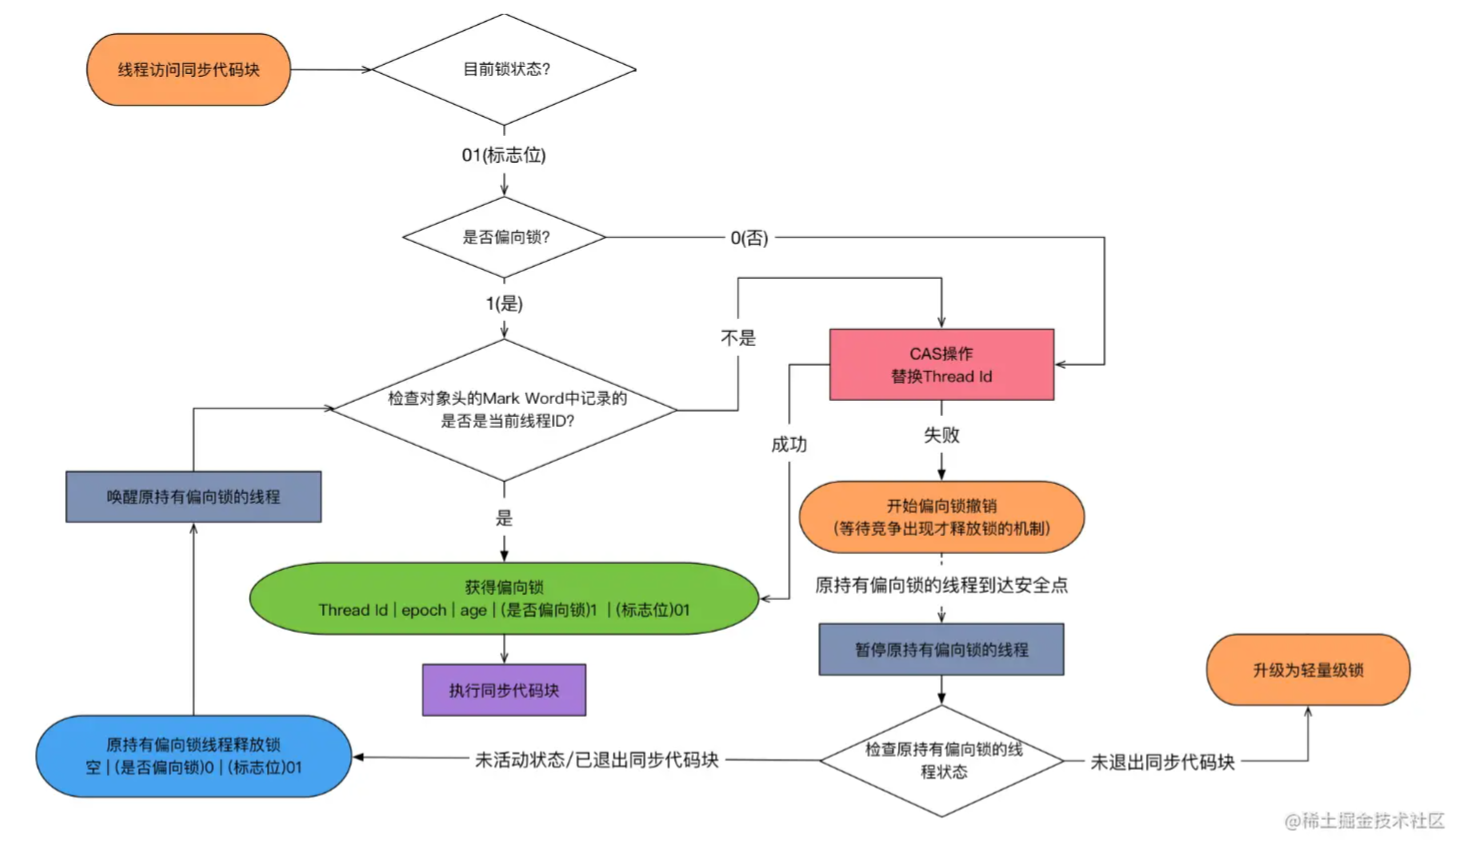 线程访问同步代码块
目前锁状态?
01(标志位)
是否偏向锁?
0(否)
1(是)
不是
CAS操作
替换Thread Id
检查对象头的Mark Word中记录的
是否是当前线程ID?
成功
失败
唤醒原持有偏向锁的线程
开始偏向锁撤销
(等待竞争出现才释放锁的机制)
是
原持有偏向锁的线程到达安全点
获得偏向锁
Thread Id | epoch | age | (是否偏向锁)1 | (标志位)01
暂停原持有偏向锁的线程
升级为轻量级锁
执行同步代码块
原持有偏向锁线程释放锁
空 | (是否偏向锁)0 | (标志位)01
未活动状态/已退出同步代码块
检查原持有偏向锁的线
程状态
未退出同步代码块
@稀土掘金技术社区